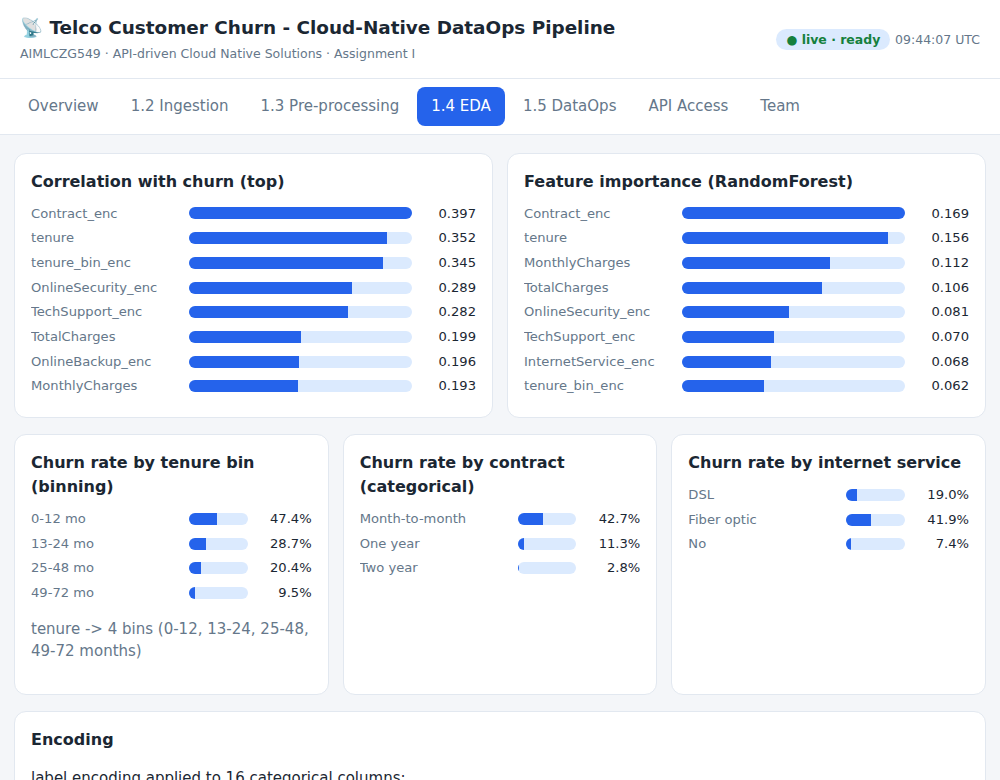 📡 Telco Customer Churn - Cloud-Native DataOps Pipeline
AIMLCZG549 · API-driven Cloud Native Solutions · Assignment I
● live · ready 09:44:07 UTC
Overview 1.2 Ingestion 1.3 Pre-processing 1.4 EDA 1.5 DataOps API Access Team
Correlation with churn (top)
Contract_enc 0.397
tenure 0.352
tenure_bin_enc 0.345
OnlineSecurity_enc 0.289
TechSupport_enc 0.282
TotalCharges 0.199
OnlineBackup_enc 0.196
MonthlyCharges 0.193
Feature importance (RandomForest)
Contract_enc 0.169
tenure 0.156
MonthlyCharges 0.112
TotalCharges 0.106
OnlineSecurity_enc 0.081
TechSupport_enc 0.070
InternetService_enc 0.068
tenure_bin_enc 0.062
Churn rate by tenure bin
(binning)
0-12 mo 47.4%
13-24 mo 28.7%
25-48 mo 20.4%
49-72 mo 9.5%
tenure -> 4 bins (0-12, 13-24, 25-48,
49-72 months)
Churn rate by contract
(categorical)
Month-to-month 42.7%
One year 11.3%
Two year 2.8%
Churn rate by internet service
DSL 19.0%
Fiber optic 41.9%
No 7.4%
Encoding
label encoding applied to 16 categorical columns: